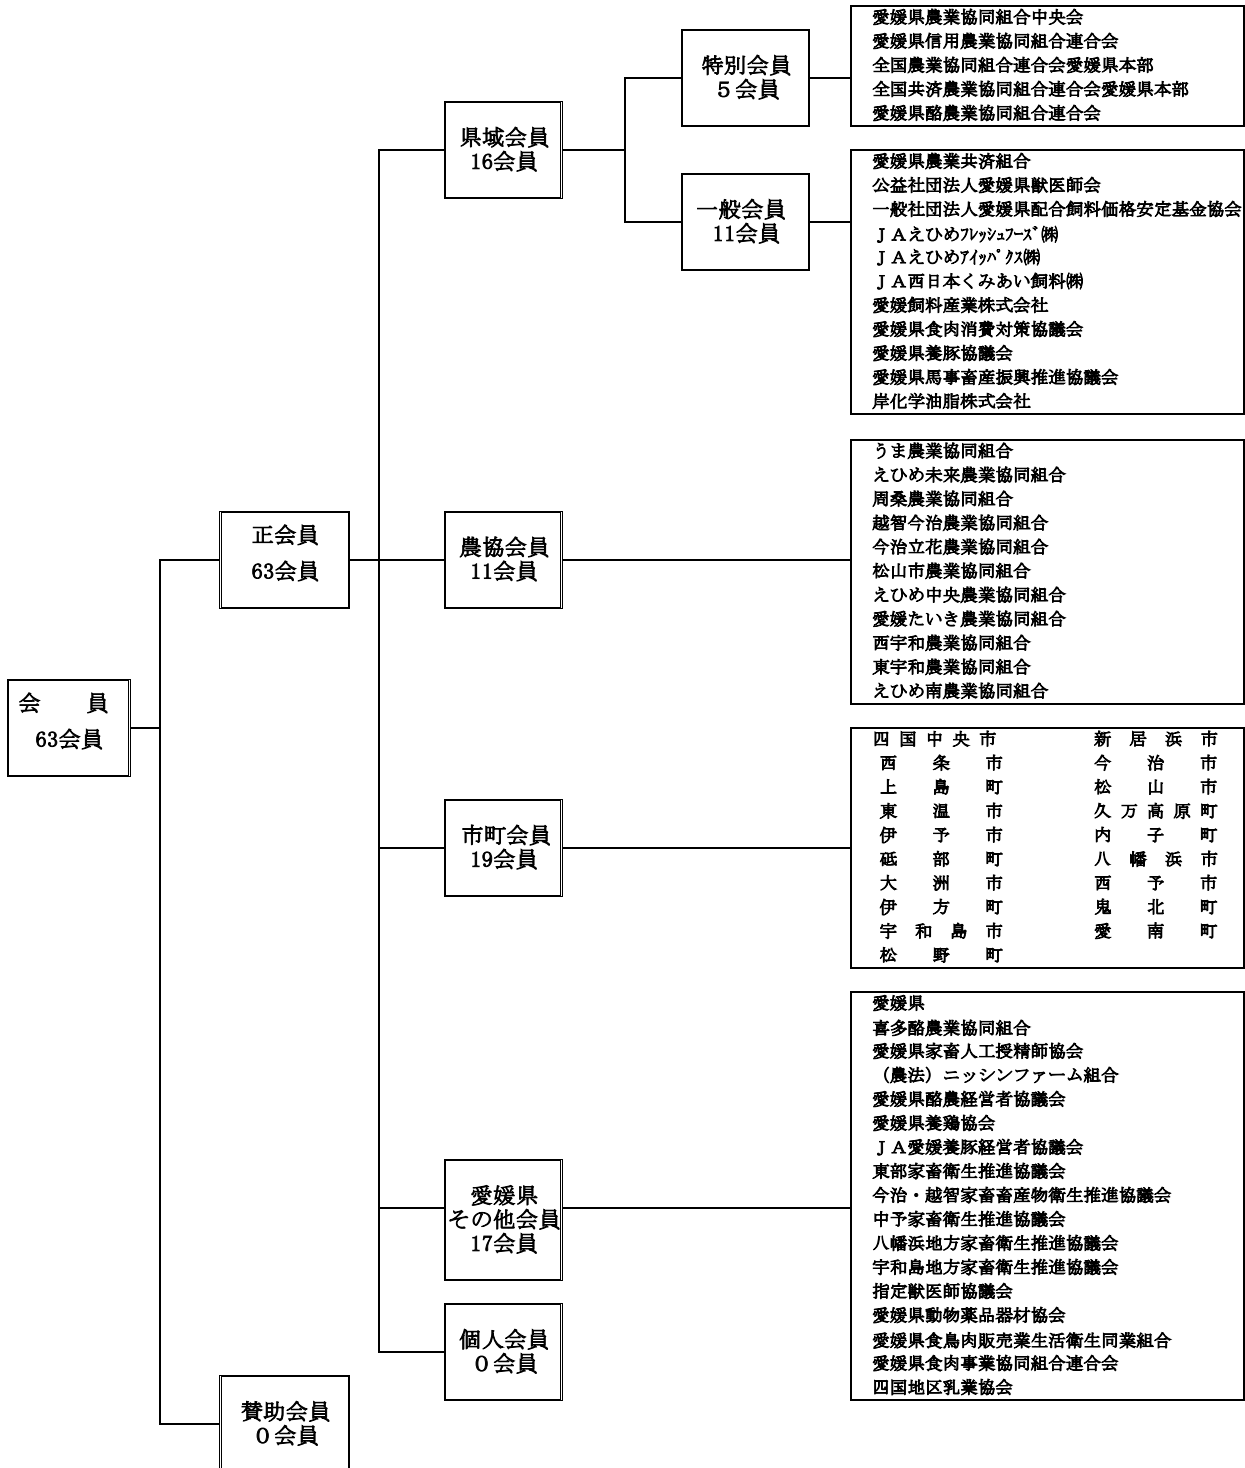 会　員
63会員
正会員
63会員
賛助会員
０会員
県域会員
16会員
特別会員
５会員
愛媛県農業協同組合中央会
愛媛県信用農業協同組合連合会
全国農業協同組合連合会愛媛県本部
全国共済農業協同組合連合会愛媛県本部
愛媛県酪農業協同組合連合会
一般会員
11会員
愛媛県農業共済組合
公益社団法人愛媛県獣医師会
一般社団法人愛媛県配合飼料価格安定基金協会
ＪＡえひめﾌﾚｯｼｭﾌｰｽﾞ㈱
ＪＡえひめｱｲｯﾊﾟｸｽ㈱
ＪＡ西日本くみあい飼料㈱
愛媛飼料産業株式会社
愛媛県食肉消費対策協議会
愛媛県養豚協議会
愛媛県馬事畜産振興推進協議会
岸化学油脂株式会社
農協会員
11会員
うま農業協同組合
えひめ未来農業協同組合
周桑農業協同組合
越智今治農業協同組合
今治立花農業協同組合
松山市農業協同組合
えひめ中央農業協同組合
愛媛たいき農業協同組合
西宇和農業協同組合
東宇和農業協同組合
えひめ南農業協同組合
市町会員
19会員
四国中央市　新居浜市
西条市　今治市
上島町　松山市
東温市　久万高原町
伊予市　内子町
砥部町　八幡浜市
大洲市　西予市
伊方町　鬼北町
宇和島市　愛南町
松野町
愛媛県
その他会員
17会員
愛媛県
喜多酪農業協同組合
愛媛県家畜人工授精師協会
（農法）ニッシンファーム組合
愛媛県酪農経営者協議会
愛媛県養鶏協会
ＪＡ愛媛養豚経営者協議会
東部家畜衛生推進協議会
今治・越智家畜畜産物衛生推進協議会
中予家畜衛生推進協議会
八幡浜地方家畜衛生推進協議会
宇和島地方家畜衛生推進協議会
指定獣医師協議会
愛媛県動物薬品器材協会
愛媛県食鳥肉販売業生活衛生同業組合
愛媛県食肉事業協同組合連合会
四国地区乳業協会
個人会員
０会員